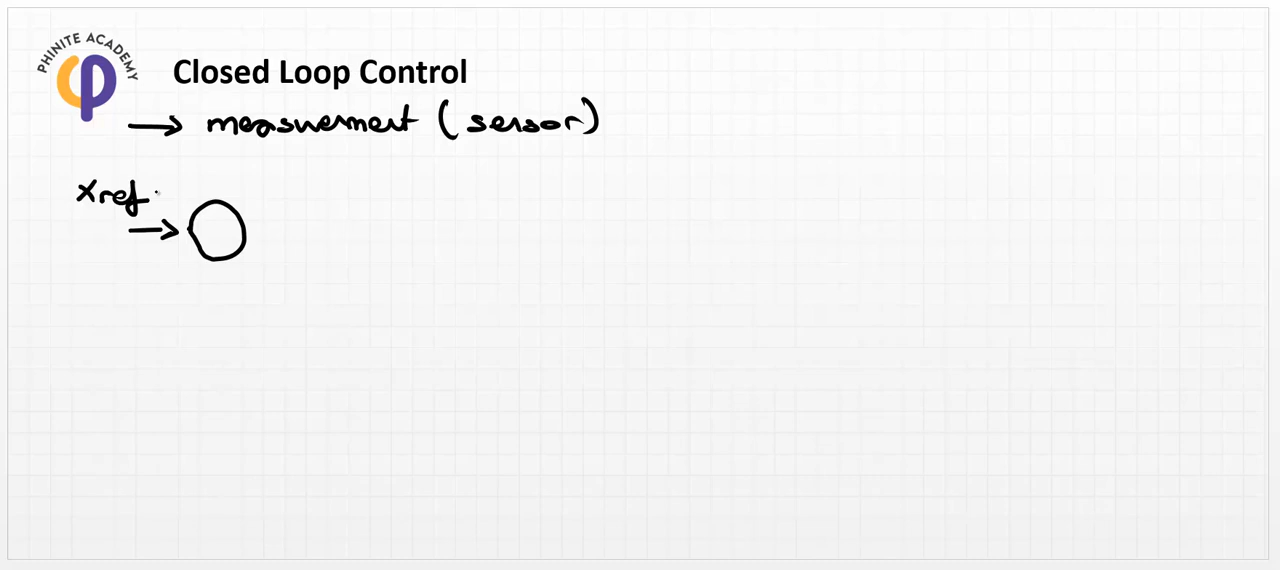 PHINITE ACADEMY
Closed Loop Control
→ measurement (sensor)
xref
→